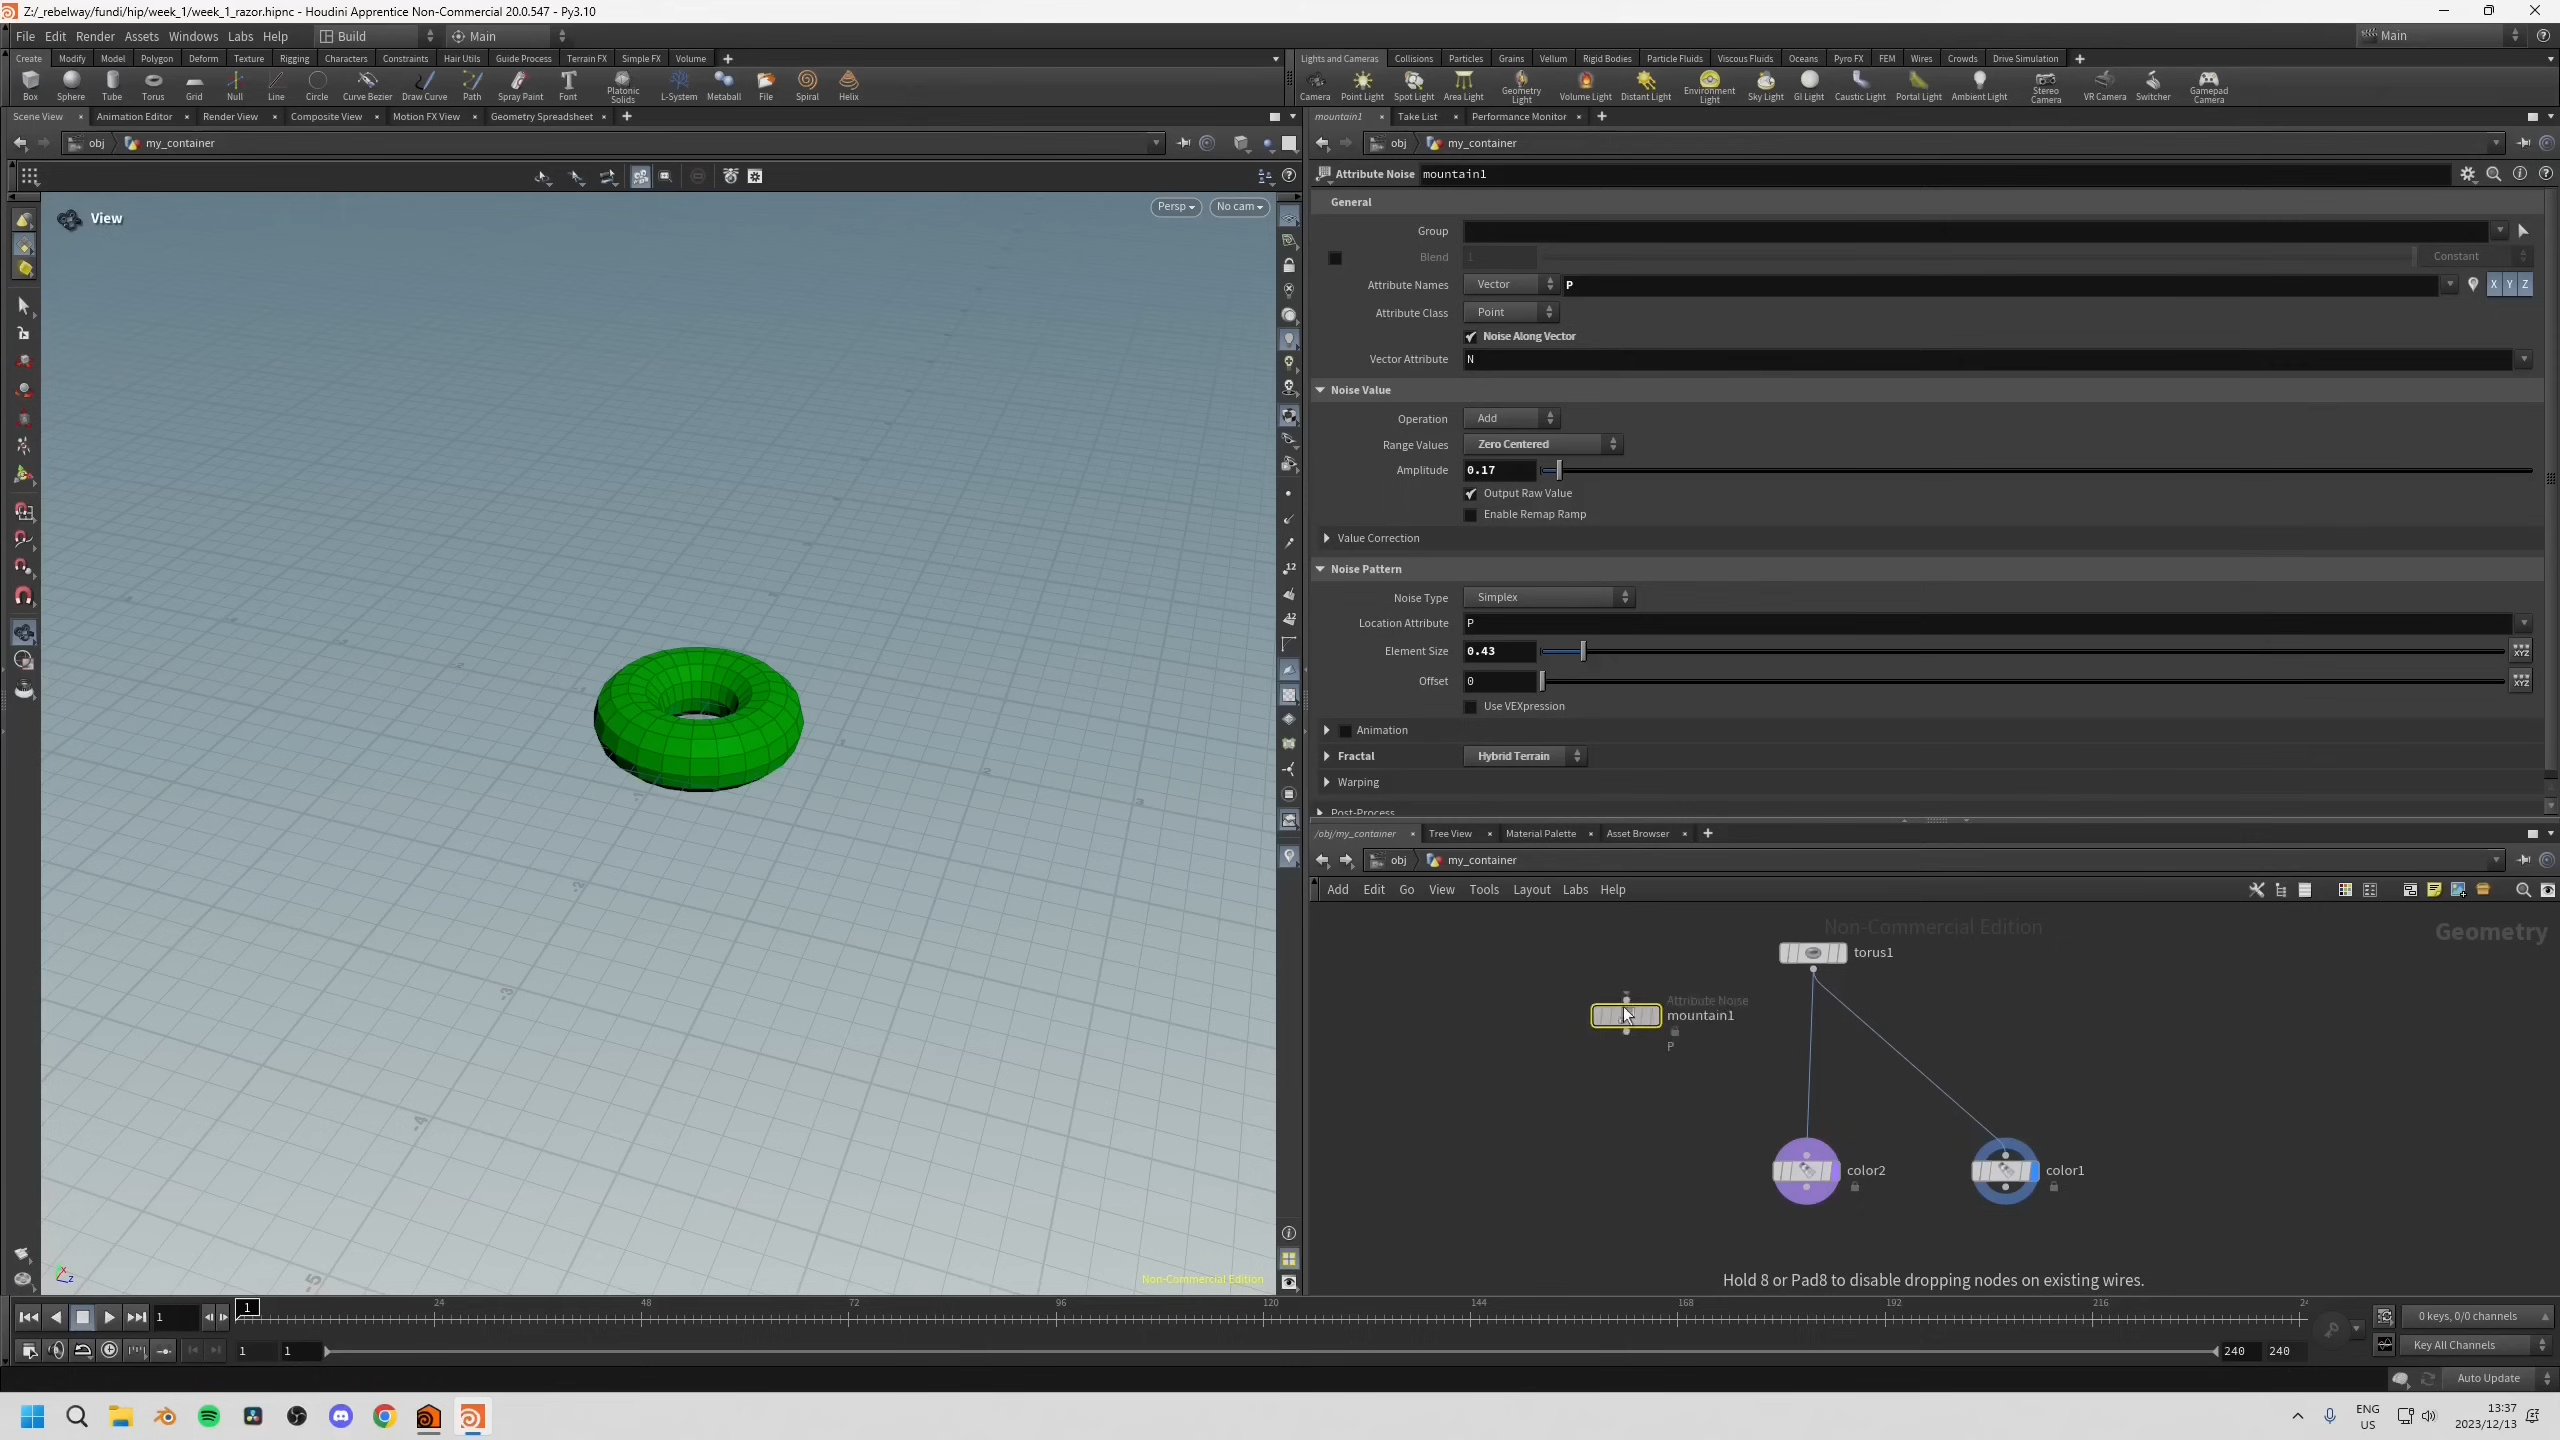 Z:/_rebelway/fundi/hip/week_1/week_1_razor.hipnc - Houdini Apprentice Non-Commercial 20.0.547 - Py3.10
File Edit Render Assets Windows Labs Help Build Main Main
Create Modify Model Polygon Deform Texture Rigging Characters Constraints Hair Utils Guide Process Terrain FX Simple FX Volume
Lights and Cameras Collisions Particles Grains Vellum Rigid Bodies Particle Fluids Viscous Fluids Oceans Pyro FX FEM Wires Crowds Drive Simulation
Box Sphere Tube Torus Grid Null Line Circle Curve Bezier Draw Curve Path Spray Paint Font Platonic Solids L-System Metaball File Spiral Helix
Camera Point Light Spot Light Area Light Geometry Light Volume Light Distant Light Environment Light Sky Light GI Light Caustic Light Portal Light Ambient Light Stereo Camera VR Camera Switcher Gamepad Camera
Scene View Animation Editor Render View Composite View Motion FX View Geometry Spreadsheet
mountain1 Take List Performance Monitor
obj my_container
obj my_container
View
Persp No cam
Attribute Noise mountain1
General
Group
Blend 1 Constant
Attribute Names Vector P X Y Z
Attribute Class Point
Noise Along Vector
Vector Attribute N
Noise Value
Operation Add
Range Values Zero Centered
Amplitude 0.17
Output Raw Value
Enable Remap Ramp
Value Correction
Noise Pattern
Noise Type Simplex
Location Attribute P
Element Size 0.43
Offset 0
Use VEXpression
Animation
Fractal Hybrid Terrain
Warping
Post-Process
/obj/my_container Tree View Material Palette Asset Browser
obj my_container
Add Edit Go View Tools Layout Labs Help
Non-Commercial Edition
Geometry
torus1
Attribute Noise
mountain1
P
color2
color1
Hold 8 or Pad8 to disable dropping nodes on existing wires.
Non-Commercial Edition
1 1 24 48 72 96 120 144 168 192 216
0 keys, 0/0 channels
1 1 240 240
Key All Channels
Auto Update
ENG
US
13:37
2023/12/13